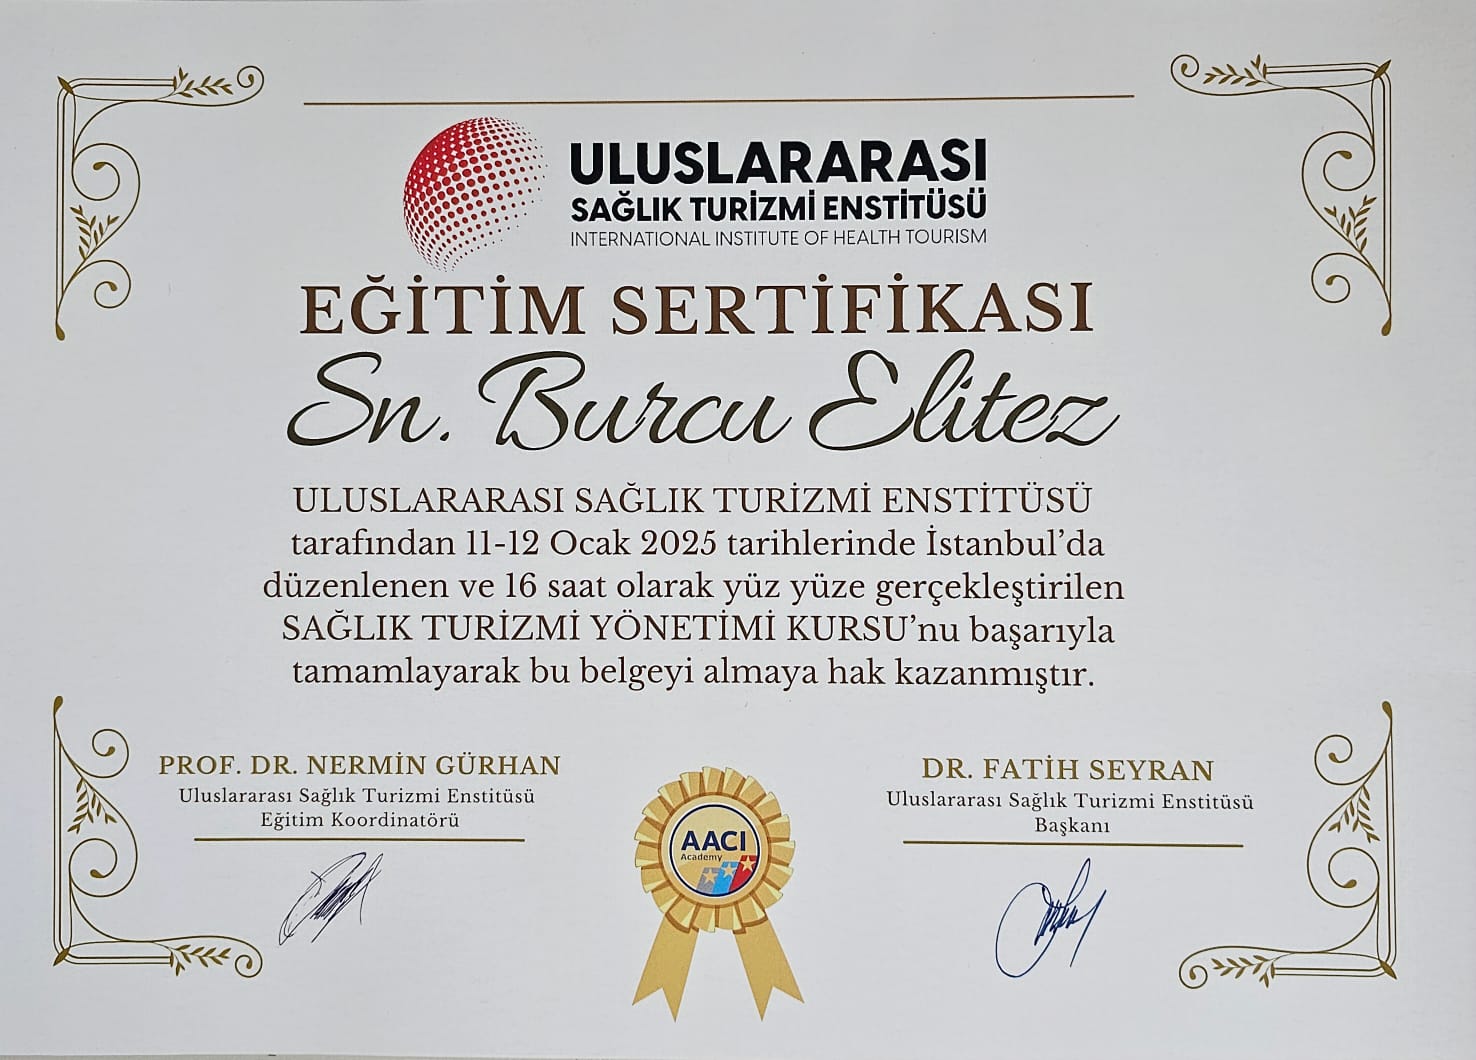 ULUSLARARASI
SAĞLIK TURİZMİ ENSTİTÜSÜ
INTERNATIONAL INSTITUTE OF HEALTH TOURISM
EĞİTİM SERTİFİKASI
Sn. Burcu Elitez
ULUSLARARASI SAĞLIK TURİZMİ ENSTİTÜSÜ
tarafından 11-12 Ocak 2025 tarihlerinde İstanbul’da
düzenlenen ve 16 saat olarak yüz yüze gerçekleştirilen
SAĞLIK TURİZMİ YÖNETİMİ KURSU’nu başarıyla
tamamlayarak bu belgeyi almaya hak kazanmıştır.
PROF. DR. NERMİN GÜRHAN
Uluslararası Sağlık Turizmi Enstitüsü
Eğitim Koordinatörü
AACI
Academy
DR. FATİH SEYRAN
Uluslararası Sağlık Turizmi Enstitüsü
Başkanı